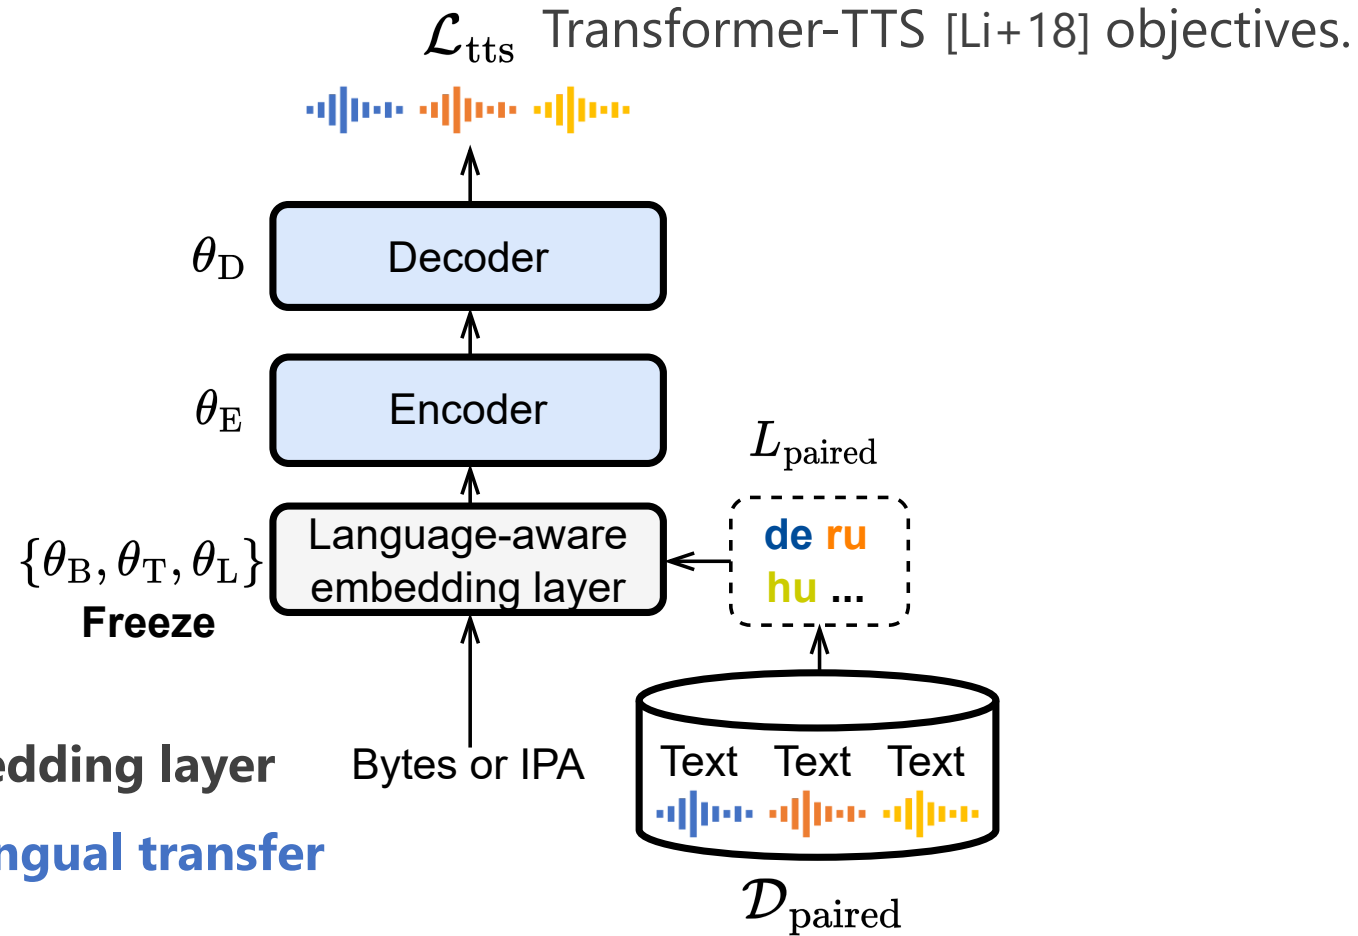 𝓛tts Transformer-TTS [Li+18] objectives.
θD Decoder
θE Encoder
Lpaired
{θB, θT, θL}
Freeze
Language-aware
embedding layer
de ru
hu ...
Bytes or IPA
Text Text Text
𝓓paired
edding layer
ngual transfer